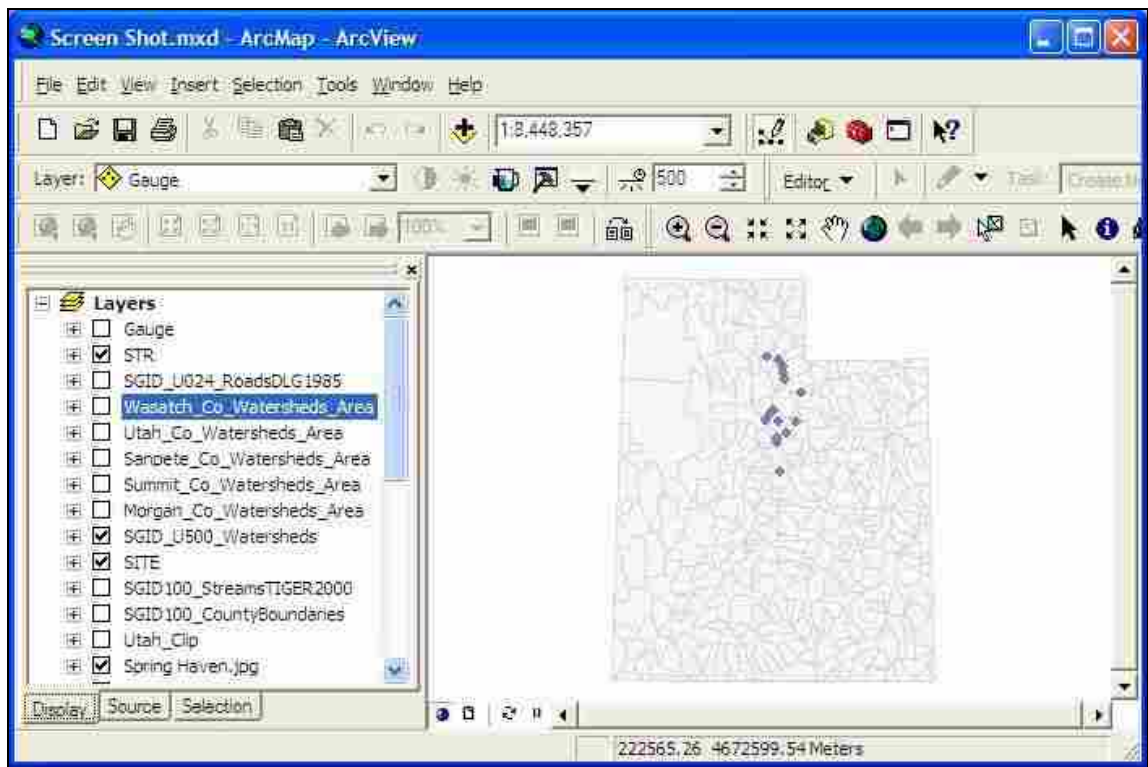 Screen Shot.mxd - ArcMap - ArcView
File Edit View Insert Selection Tools Window Help
1:8,448,357
Layer: Gauge 500 Editor Task: Create N
100%
Layers
Gauge
STR
SGID_U024_RoadsDLG1985
Wasatch_Co_Watersheds_Area
Utah_Co_Watersheds_Area
Sanpete_Co_Watersheds_Area
Summit_Co_Watersheds_Area
Morgan_Co_Watersheds_Area
SGID_U500_Watersheds
SITE
SGID100_StreamsTIGER2000
SGID100_CountyBoundaries
Utah_Clip
Spring Haven.jpg
Display Source Selection
222565.26 4672599.54 Meters